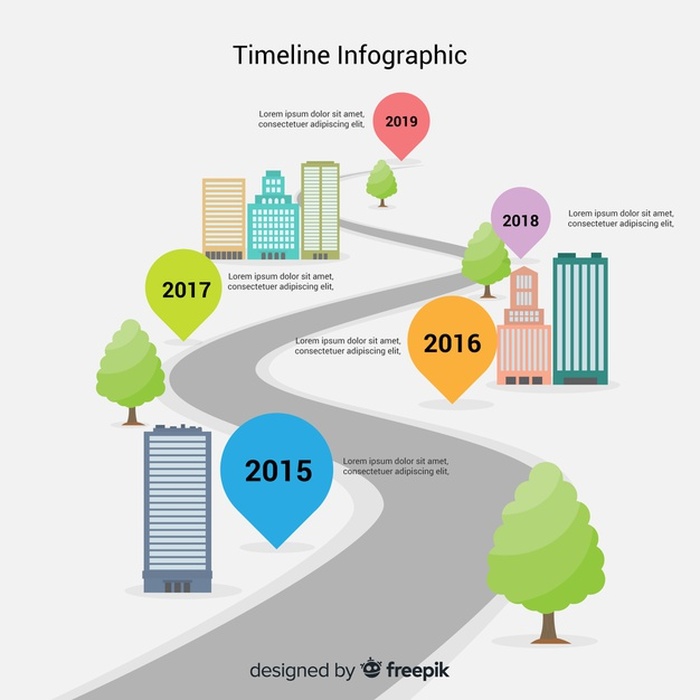 Timeline Infographic
Lorem ipsum dolor sit amet,
consectetuer adipiscing elit,
2019
2018
Lorem ipsum dolor sit amet,
consectetuer adipiscing elit,
2017
Lorem ipsum dolor sit amet,
consectetuer adipiscing elit,
Lorem ipsum dolor sit amet,
consectetuer adipiscing elit,
2016
2015
Lorem ipsum dolor sit amet,
consectetuer adipiscing elit,
designed by freepik